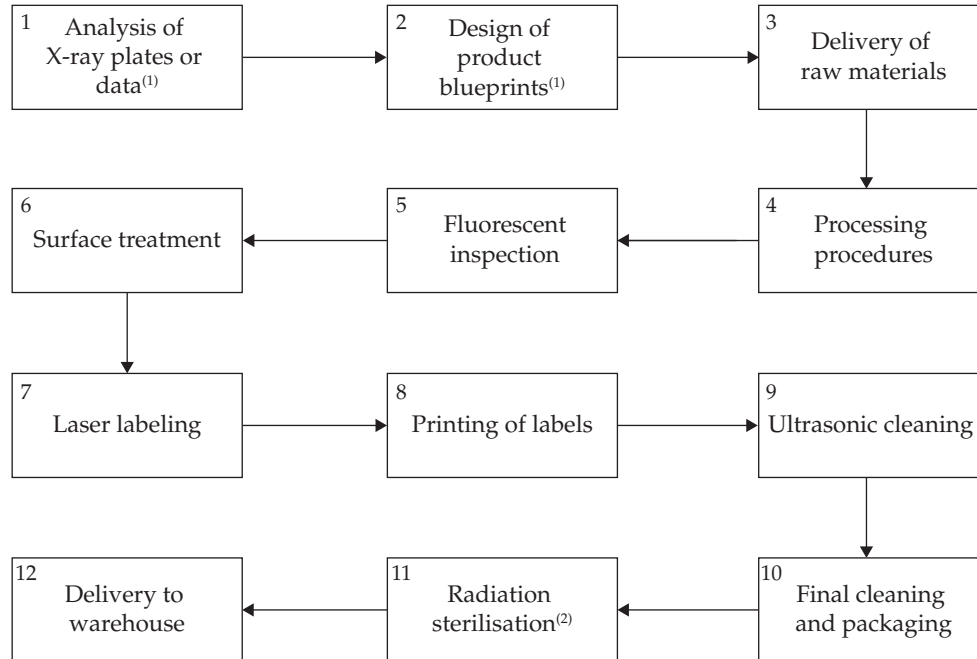 1
Analysis of
X-ray plates or
data(1)
2
Design of
product
blueprints(1)
3
Delivery of
raw materials
4
Processing
procedures
5
Fluorescent
inspection
6
Surface treatment
7
Laser labeling
8
Printing of labels
9
Ultrasonic cleaning
10
Final cleaning
and packaging
11
Radiation
sterilisation(2)
12
Delivery to
warehouse